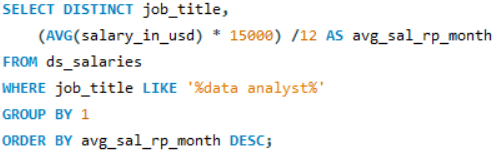 SELECT DISTINCT job_title,
(AVG(salary_in_usd) * 15000) /12 AS avg_sal_rp_month
FROM ds_salaries
WHERE job_title LIKE '%data analyst%'
GROUP BY 1
ORDER BY avg_sal_rp_month DESC;